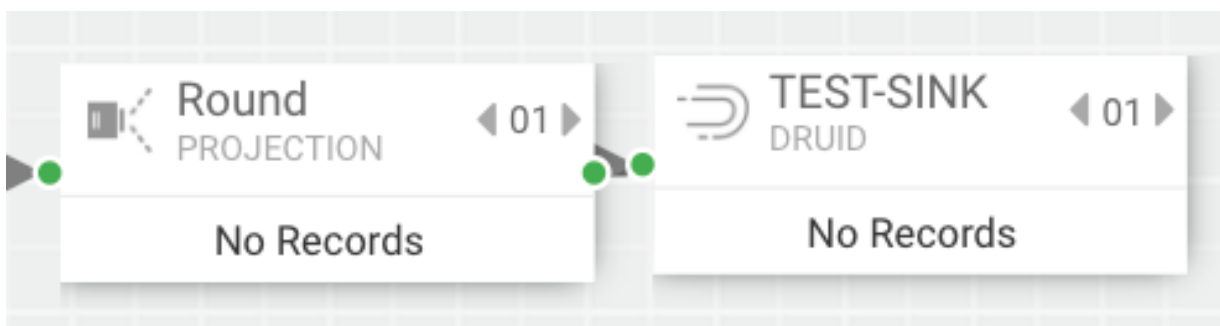 Round
01
PROJECTION
No Records
TEST-SINK
01
DRUID
No Records